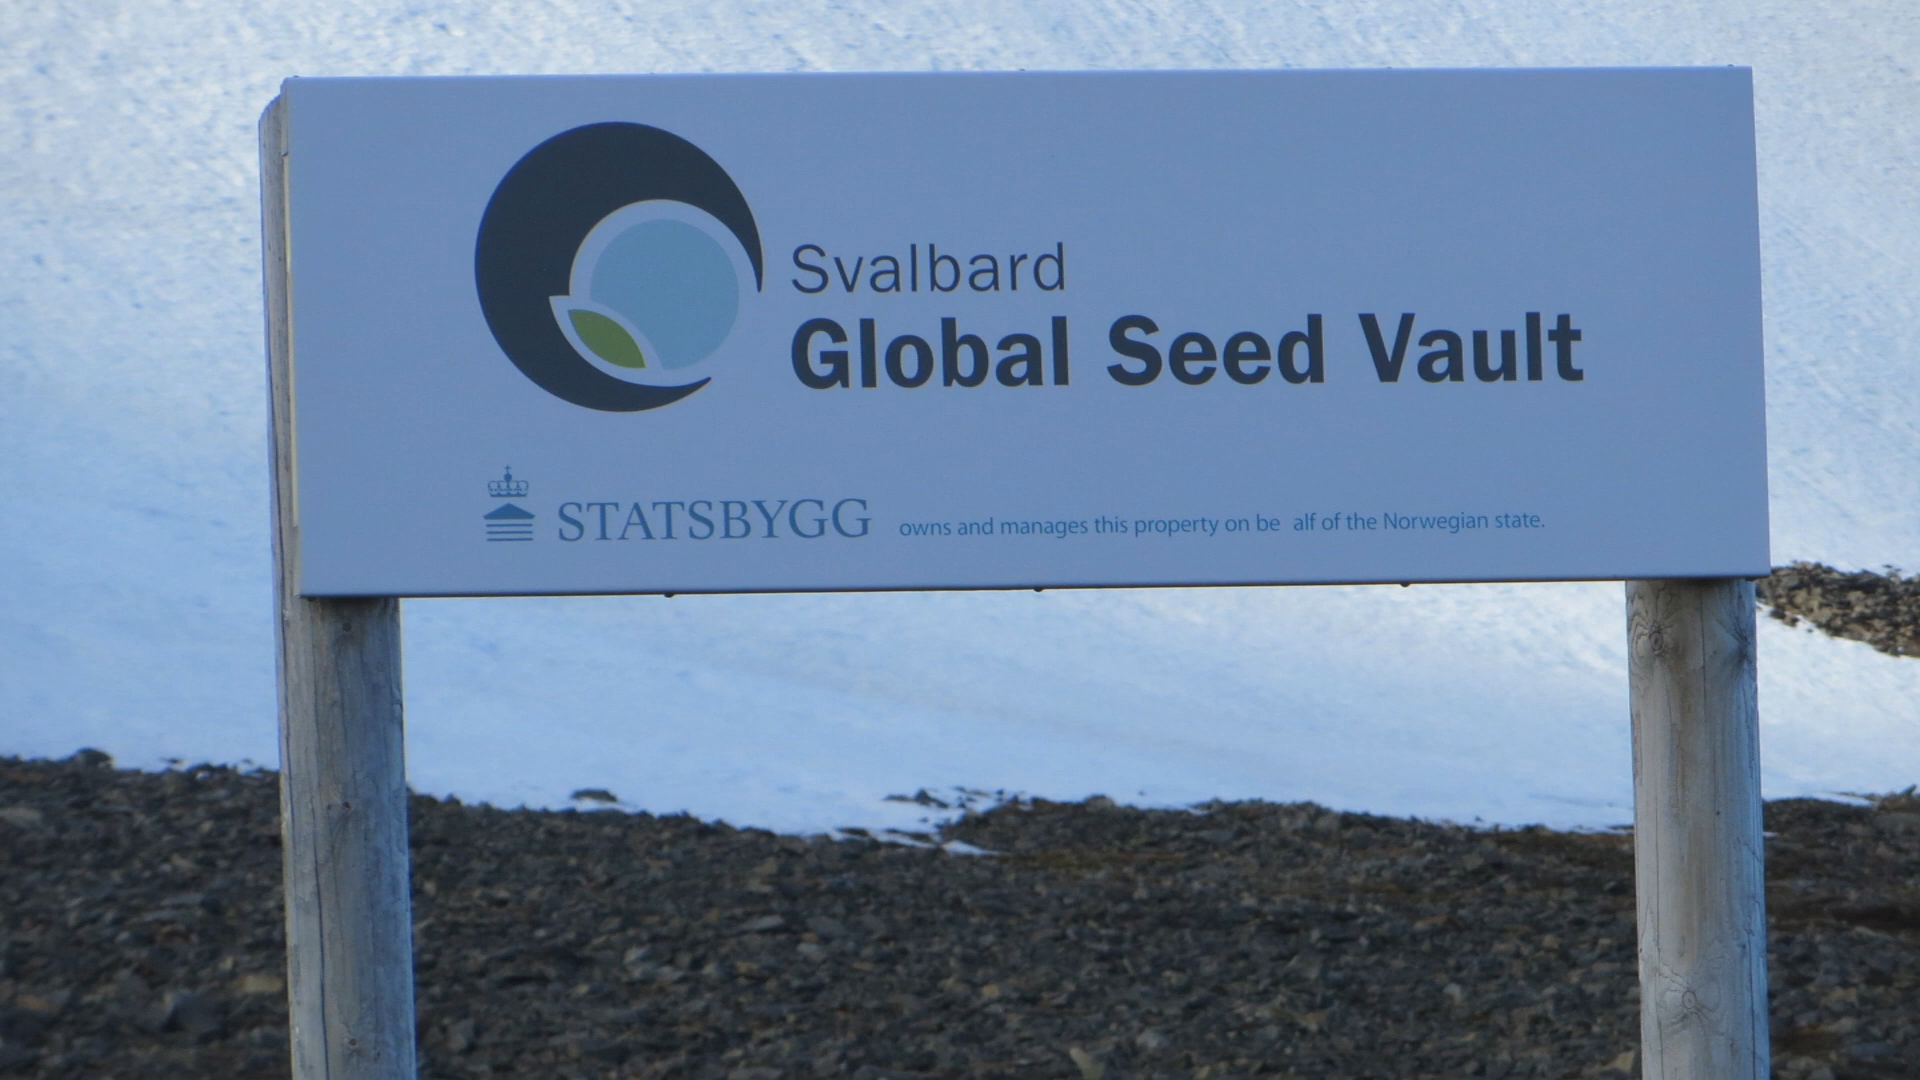 Svalbard
Global Seed Vault
STATSBYGG owns and manages this property on be alf of the Norwegian state.